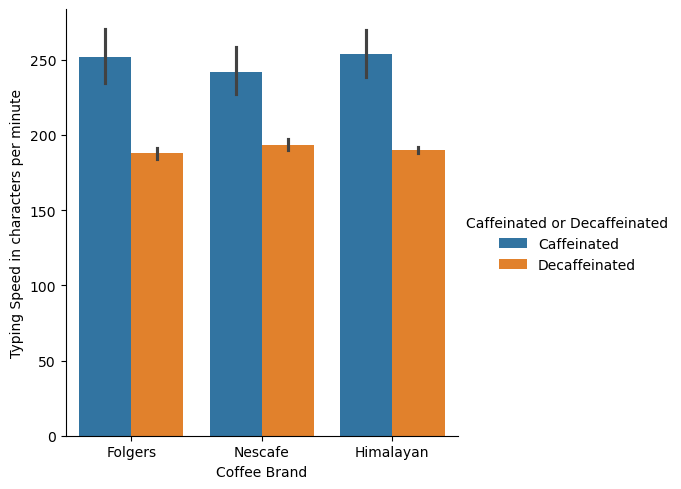 Typing Speed in characters per minute
250
200
150
100
50
0
Folgers
Nescafe
Himalayan
Coffee Brand
Caffeinated or Decaffeinated
Caffeinated
Decaffeinated